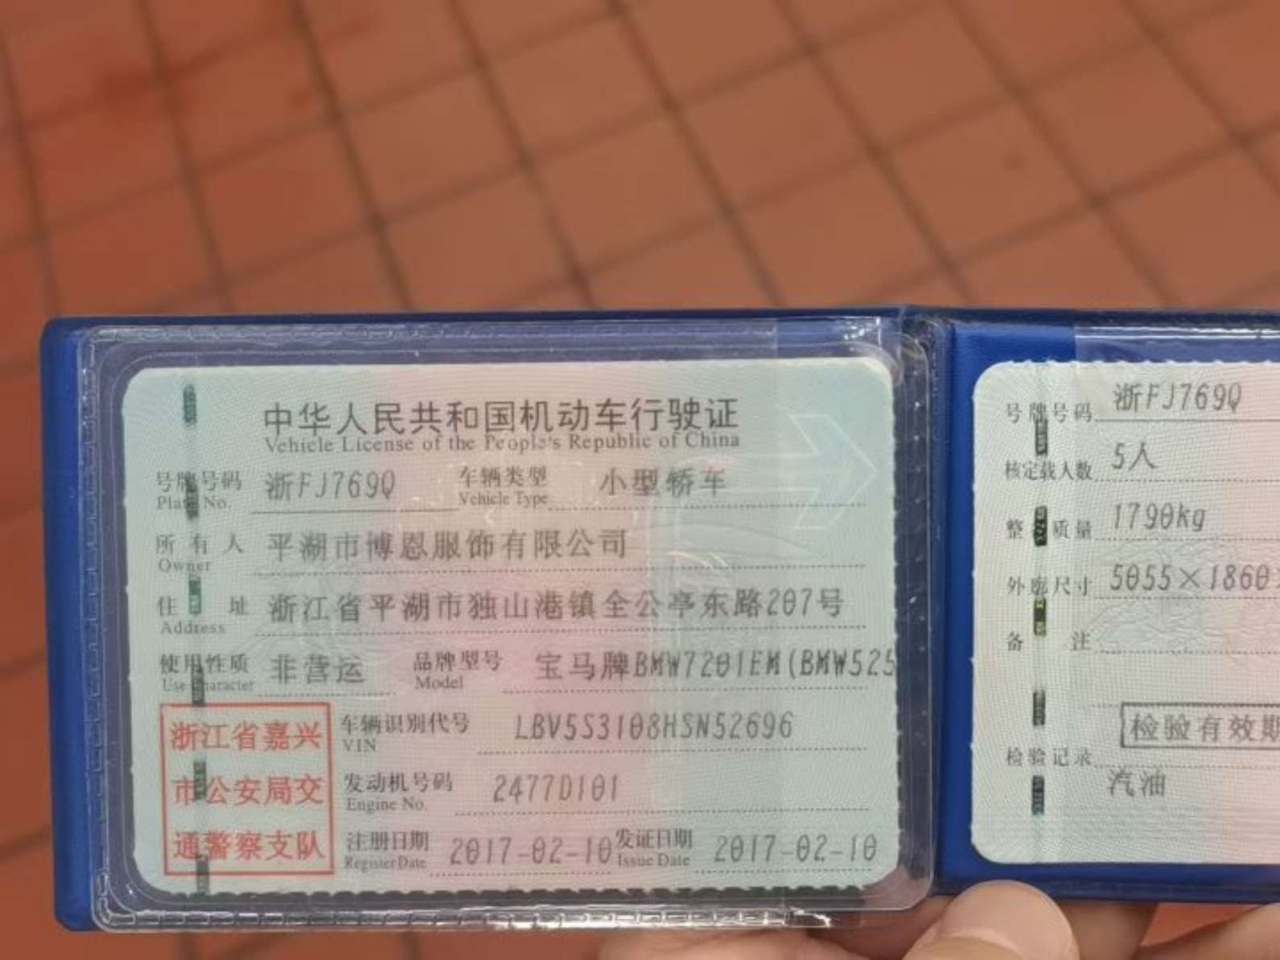 中华人民共和国机动车行驶证
Vehicle License of the People's Republic of China
号牌号码 浙FJ769Q 车辆类型 小型轿车
Plate No. Vehicle Type
所有人 平湖市博恩服饰有限公司
Owner
住址 浙江省平湖市独山港镇全公亭东路207号
Address
使用性质 非营运 品牌型号 宝马牌BMW7201EM(BMW525
Use Character Model
浙江省嘉兴
市公安局交
通警察支队
车辆识别代号 LBV5S3108HSN52696
VIN
发动机号码 2477D101
Engine No.
注册日期 2017-02-10 发证日期 2017-02-10
Register Date Issue Date
号牌号码 浙FJ769Q
核定载人数 5人
整 质量 1790kg
外廓尺寸 5055×1860
备注
检验有效期
检验记录
汽油